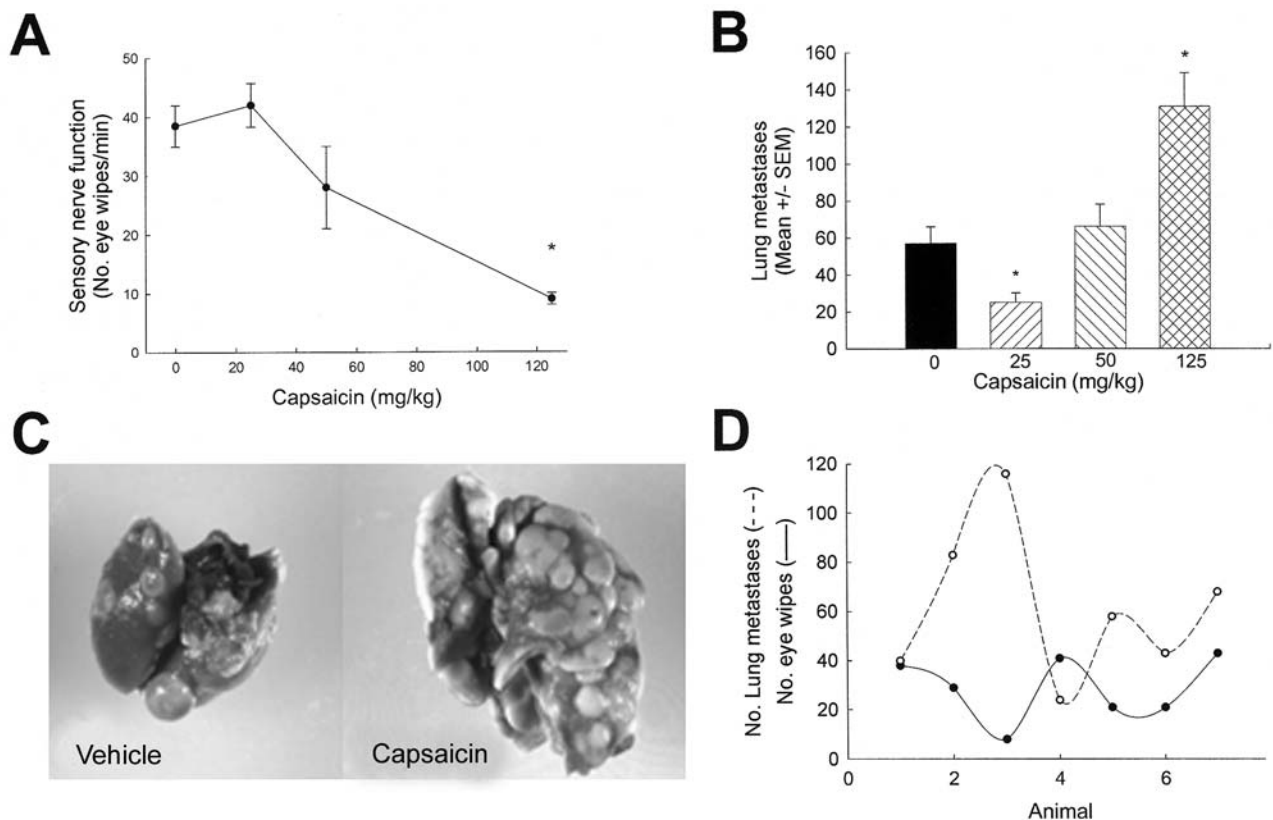 A
Sensory nerve function
(No. eye wipes/min)
50
40
30
20
10
0
*
0 20 40 60 80 100 120
Capsaicin (mg/kg)
B
Lung metastases
(Mean +/- SEM)
160
140
120
100
80
60
40
20
0
*
*
0 25 50 125
Capsaicin (mg/kg)
C
Vehicle
Capsaicin
D
No. Lung metastases (- - -)
No. eye wipes (—)
120
100
80
60
40
20
0
0 2 4 6
Animal